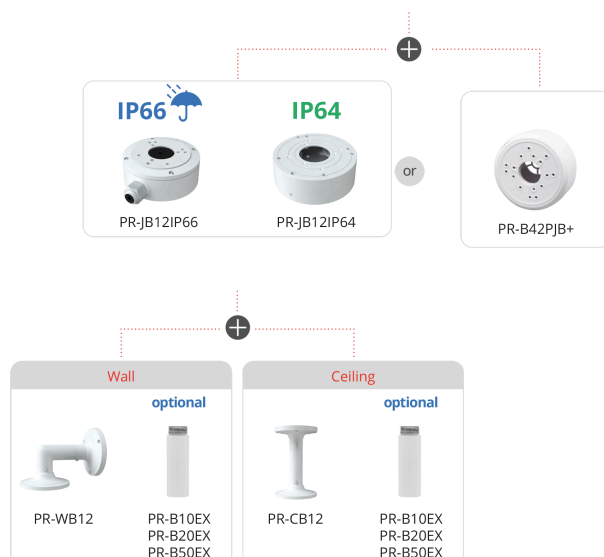 IP66
IP64
PR-JB12IP66
PR-JB12IP64
or
PR-B42PJB+
Wall
optional
PR-WB12
PR-B10EX
PR-B20EX
PR-B50EX
Ceiling
optional
PR-CB12
PR-B10EX
PR-B20EX
PR-B50EX